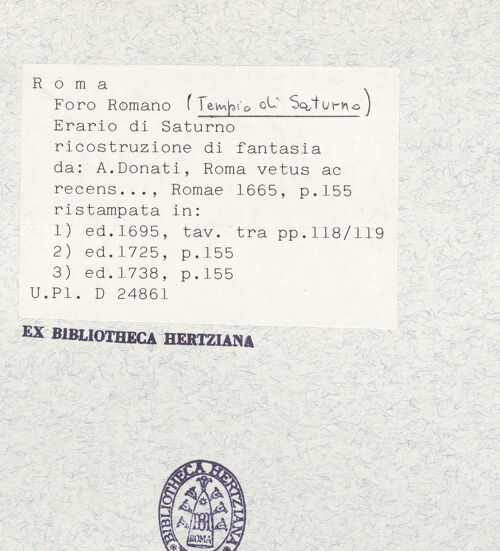 Roma
Foro Romano (Tempio di Saturno)
Erario di Saturno
ricostruzione di fantasia
da: A.Donati, Roma vetus ac
recens..., Romae 1665, p.155
ristampata in:
1) ed.1695, tav. tra pp.118/119
2) ed.1725, p.155
3) ed.1738, p.155
U.Pl. D 24861
EX BIBLIOTHECA HERTZIANA
BIBLIOTHECA HERTZIANA
BH
ROMA